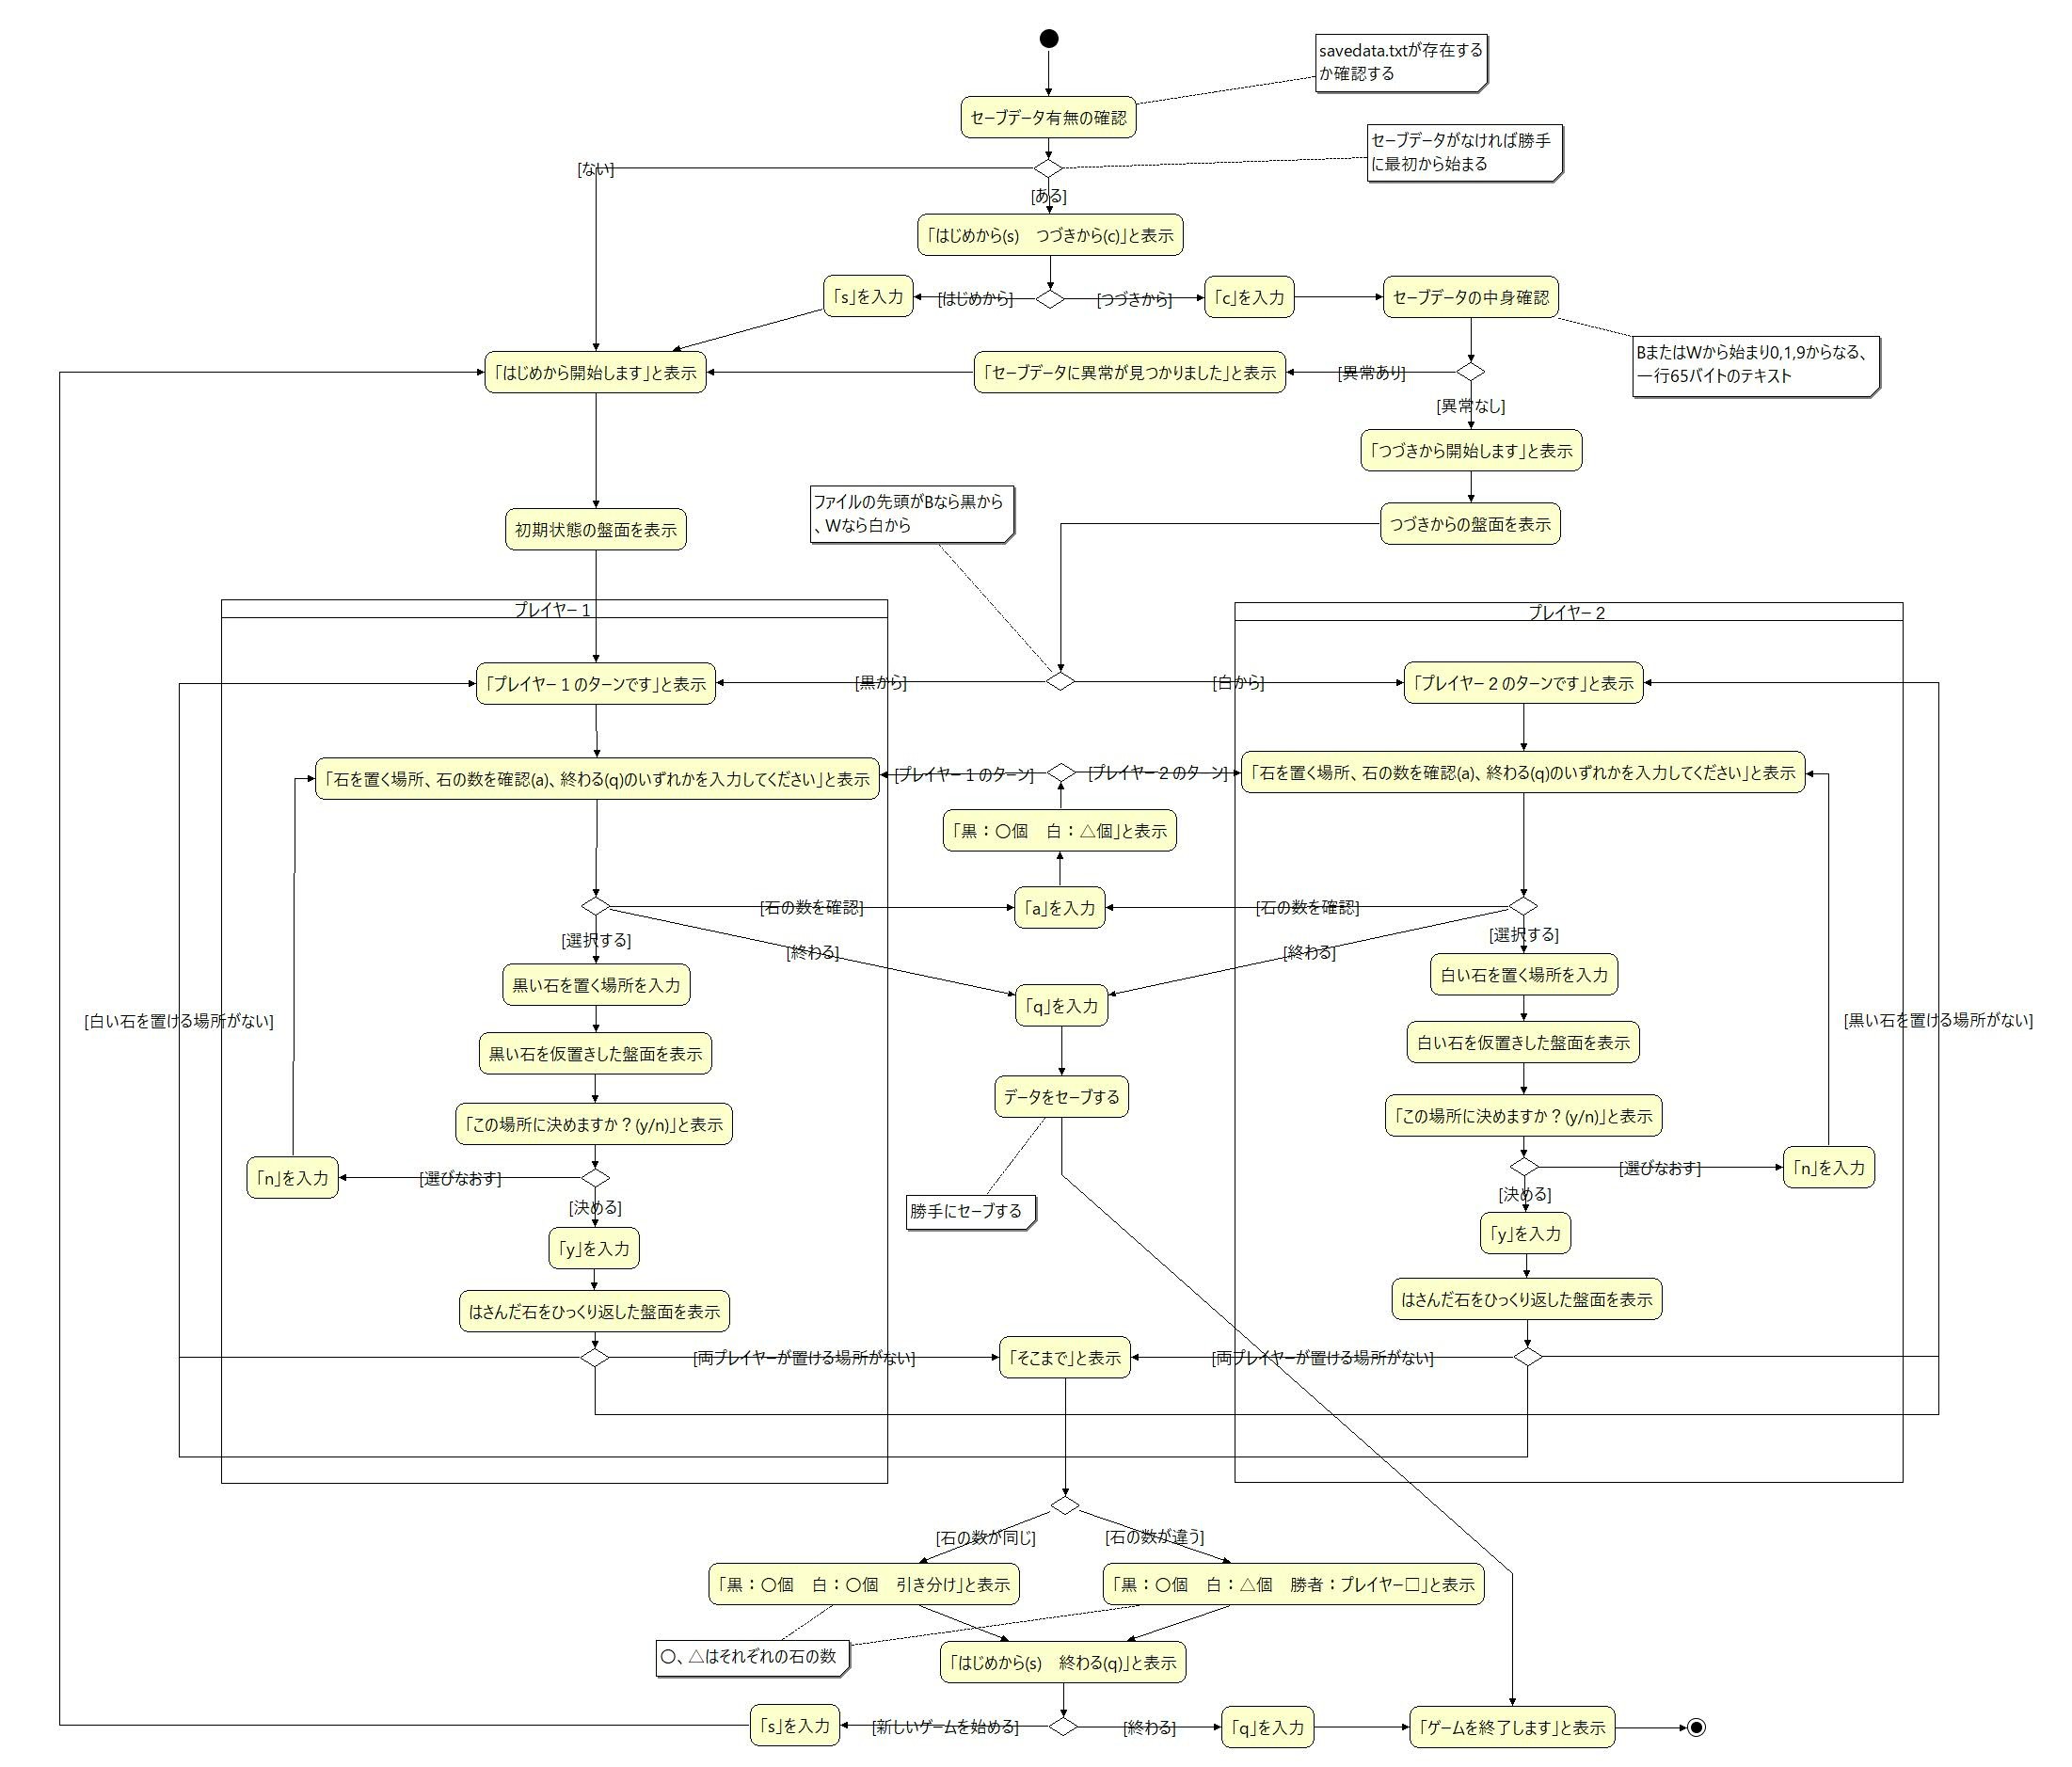 savedata.txtが存在する
か確認する
セーブデータ有無の確認
セーブデータがなければ勝手
に最初から始まる
[ない]
[ある]
「はじめから(s)　つづきから(c)」と表示
「s」を入力
[はじめから]
[つづさから]
「c」を入力
セーブデータの中身確認
BまたはWから始まり0,1,9からなる、
一行65バイトのテキスト
「はじめから開始します」と表示
「セーブデータに異常が見つかりました」と表示
[異常あり]
[異常なし]
「つづきから開始します」と表示
ファイルの先頭がBなら黒から
、Wなら白から
つづきからの盤面を表示
初期状態の盤面を表示
プレイヤー１
プレイヤー２
「プレイヤー１のターンです」と表示
[黒から]
[白から]
「プレイヤー２のターンです」と表示
「石を置く場所、石の数を確認(a)、終わる(q)のいずれかを入力してください」と表示
[プレイヤー１のターン]
[プレイヤー２のターン]
「石を置く場所、石の数を確認(a)、終わる(q)のいずれかを入力してください」と表示
「黒：〇個　白：△個」と表示
[石の数を確認]
「a」を入力
[石の数を確認]
[選択する]
[選択する]
[終わる]
[終わる]
黒い石を置く場所を入力
白い石を置く場所を入力
「q」を入力
[白い石を置ける場所がない]
[黒い石を置ける場所がない]
黒い石を仮置きした盤面を表示
白い石を仮置きした盤面を表示
データをセーブする
「この場所に決めますか？(y/n)」と表示
「この場所に決めますか？(y/n)」と表示
「n」を入力
[選びなおす]
[選びなおす]
「n」を入力
[決める]
[決める]
勝手にセーブする
「y」を入力
「y」を入力
はさんだ石をひっくり返した盤面を表示
はさんだ石をひっくり返した盤面を表示
[両プレイヤーが置ける場所がない]
「そこまで」と表示
[両プレイヤーが置ける場所がない]
[石の数が同じ]
[石の数が違う]
「黒：〇個　白：〇個　引き分け」と表示
「黒：〇個　白：△個　勝者：プレイヤー□」と表示
〇、△はそれぞれの石の数
「はじめから(s)　終わる(q)」と表示
「s」を入力
[新しいゲームを始める]
[終わる]
「q」を入力
「ゲームを終了します」と表示